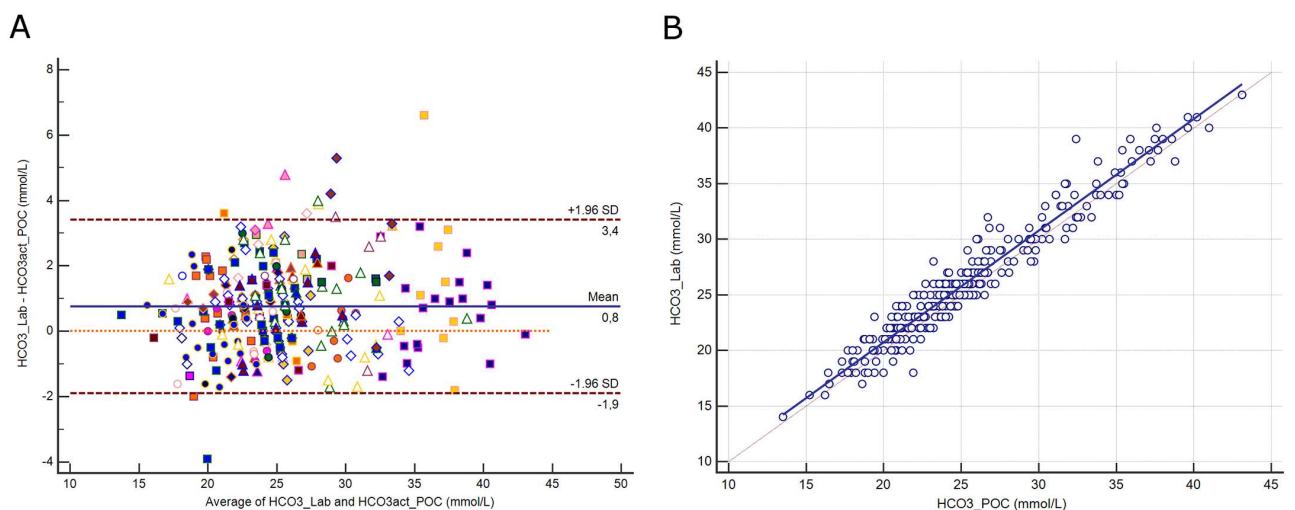 A
HCO3_Lab - HCO3act_POC (mmol/L)
8
6
4
2
0
-2
-4
+1.96 SD
3.4
Mean
0.8
-1.96 SD
-1.9
10 15 20 25 30 35 40 45 50
Average of HCO3_Lab and HCO3act_POC (mmol/L)
B
HCO3_Lab (mmol/L)
45
40
35
30
25
20
15
10
10 15 20 25 30 35 40 45
HCO3_POC (mmol/L)